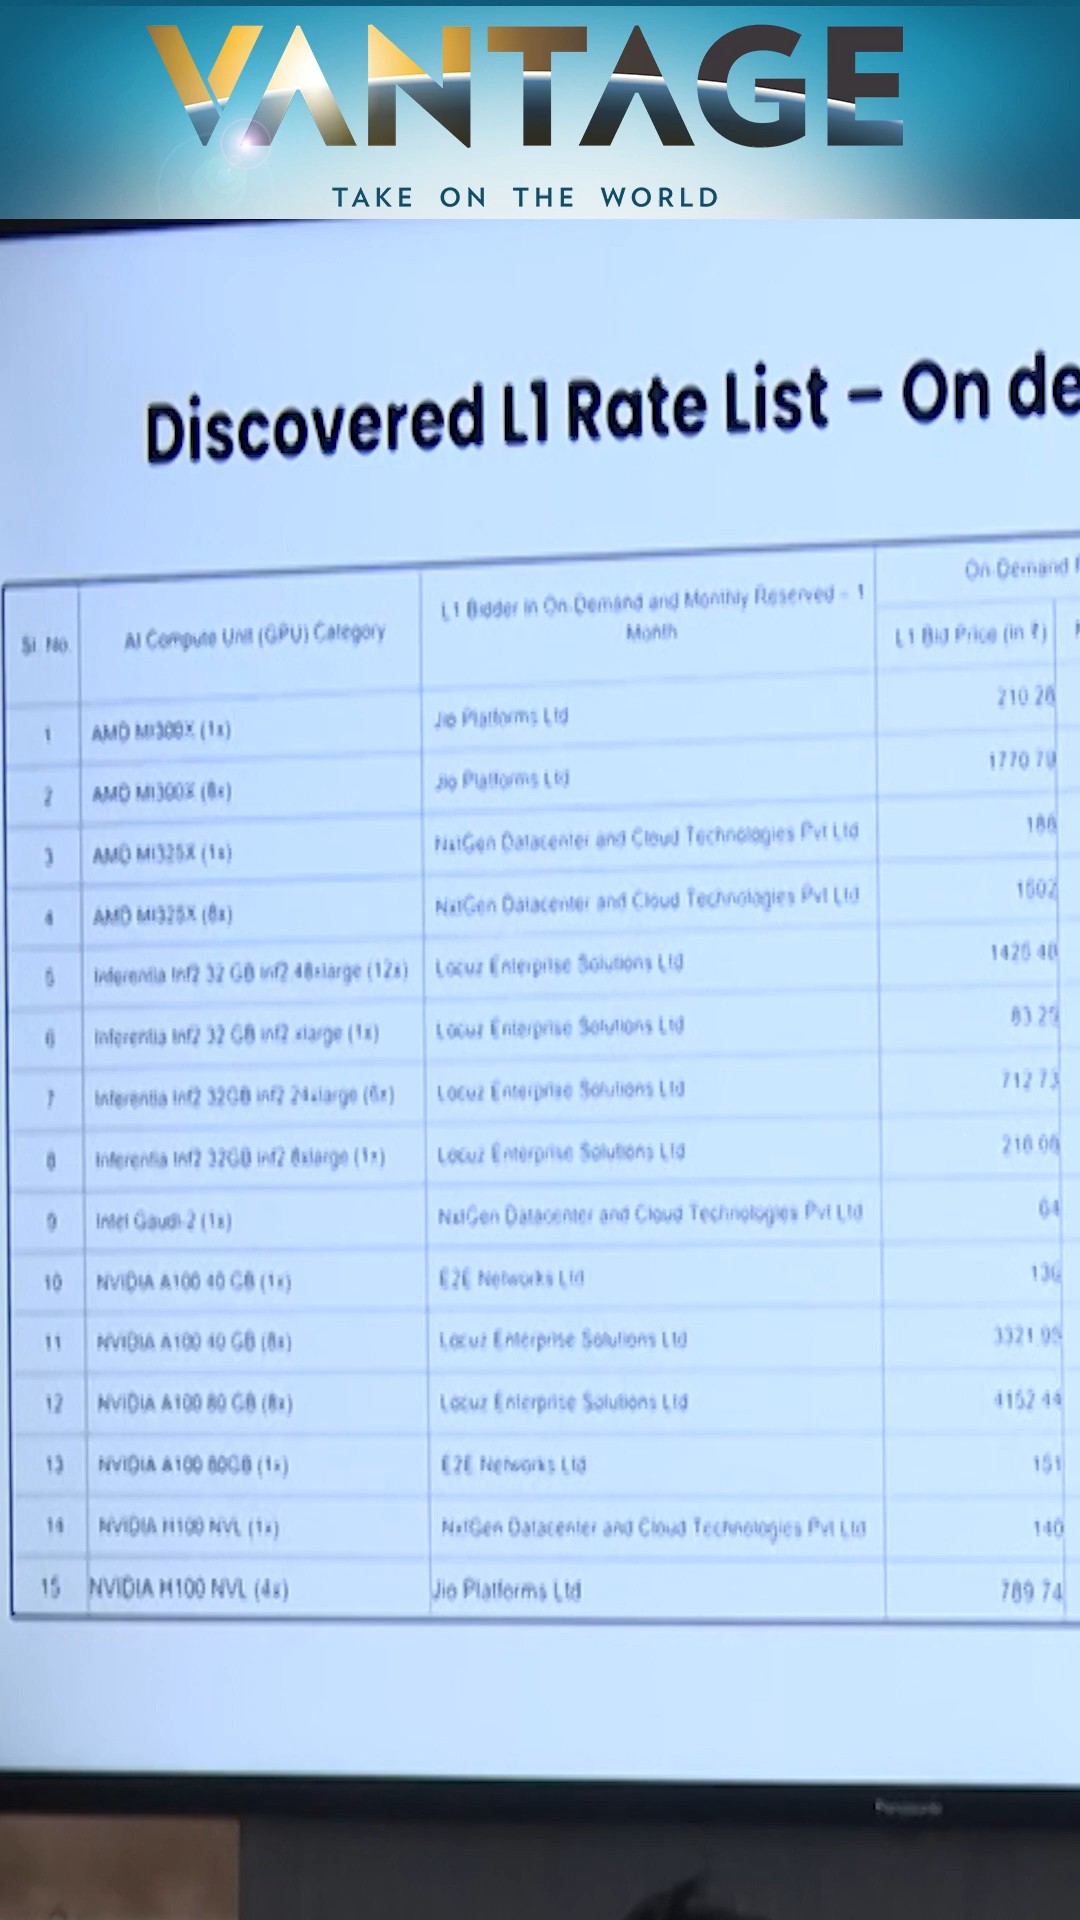 VANTAGE
TAKE ON THE WORLD
Discovered L1 Rate List – On de
On Demand
Sl. No.
AI Compute Unit (GPU) Category
L1 Bidder in On-Demand and Monthly Reserved - 1
Month
L1 Bid Price (in ₹)
1 AMD MI300X (1x) Jio Platforms Ltd 210.28
2 AMD MI300X (8x) Jio Platforms Ltd
3 AMD MI325X (1x) NxtGen Datacenter and Cloud Technologies Pvt Ltd
4 AMD MI325X (8x) NxtGen Datacenter and Cloud Technologies Pvt Ltd
5 Inferentia Inf2 32 GB inf2 48xlarge (12x) Locuz Enterprise Solutions Ltd
6 Inferentia Inf2 32 GB inf2 xlarge (1x) Locuz Enterprise Solutions Ltd
7 Inferentia Inf2 32GB inf2 24xlarge (6x) Locuz Enterprise Solutions Ltd 712 73
8 Inferentia Inf2 32GB inf2 8xlarge (1x) Locuz Enterprise Solutions Ltd
9 Intel Gaudi-2 (1x) NxtGen Datacenter and Cloud Technologies Pvt Ltd 64
10 NVIDIA A100 40 GB (1x) E2E Networks Ltd
11 NVIDIA A100 40 GB (8x) Locuz Enterprise Solutions Ltd
12 NVIDIA A100 80 GB (8x) Locuz Enterprise Solutions Ltd 4152 44
13 NVIDIA A100 80GB (1x) E2E Networks Ltd 151
14 NVIDIA H100 NVL (1x) NxtGen Datacenter and Cloud Technologies Pvt Ltd 140
15 NVIDIA H100 NVL (4x) Jio Platforms Ltd 789 74
Panasonic